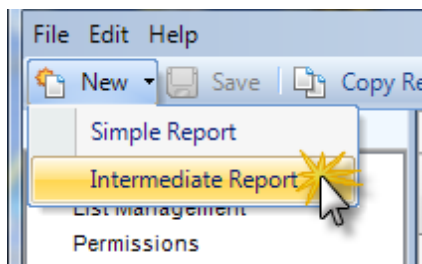 File Edit Help
New Save Copy Re
Simple Report
Intermediate Report
List Management
Permissions